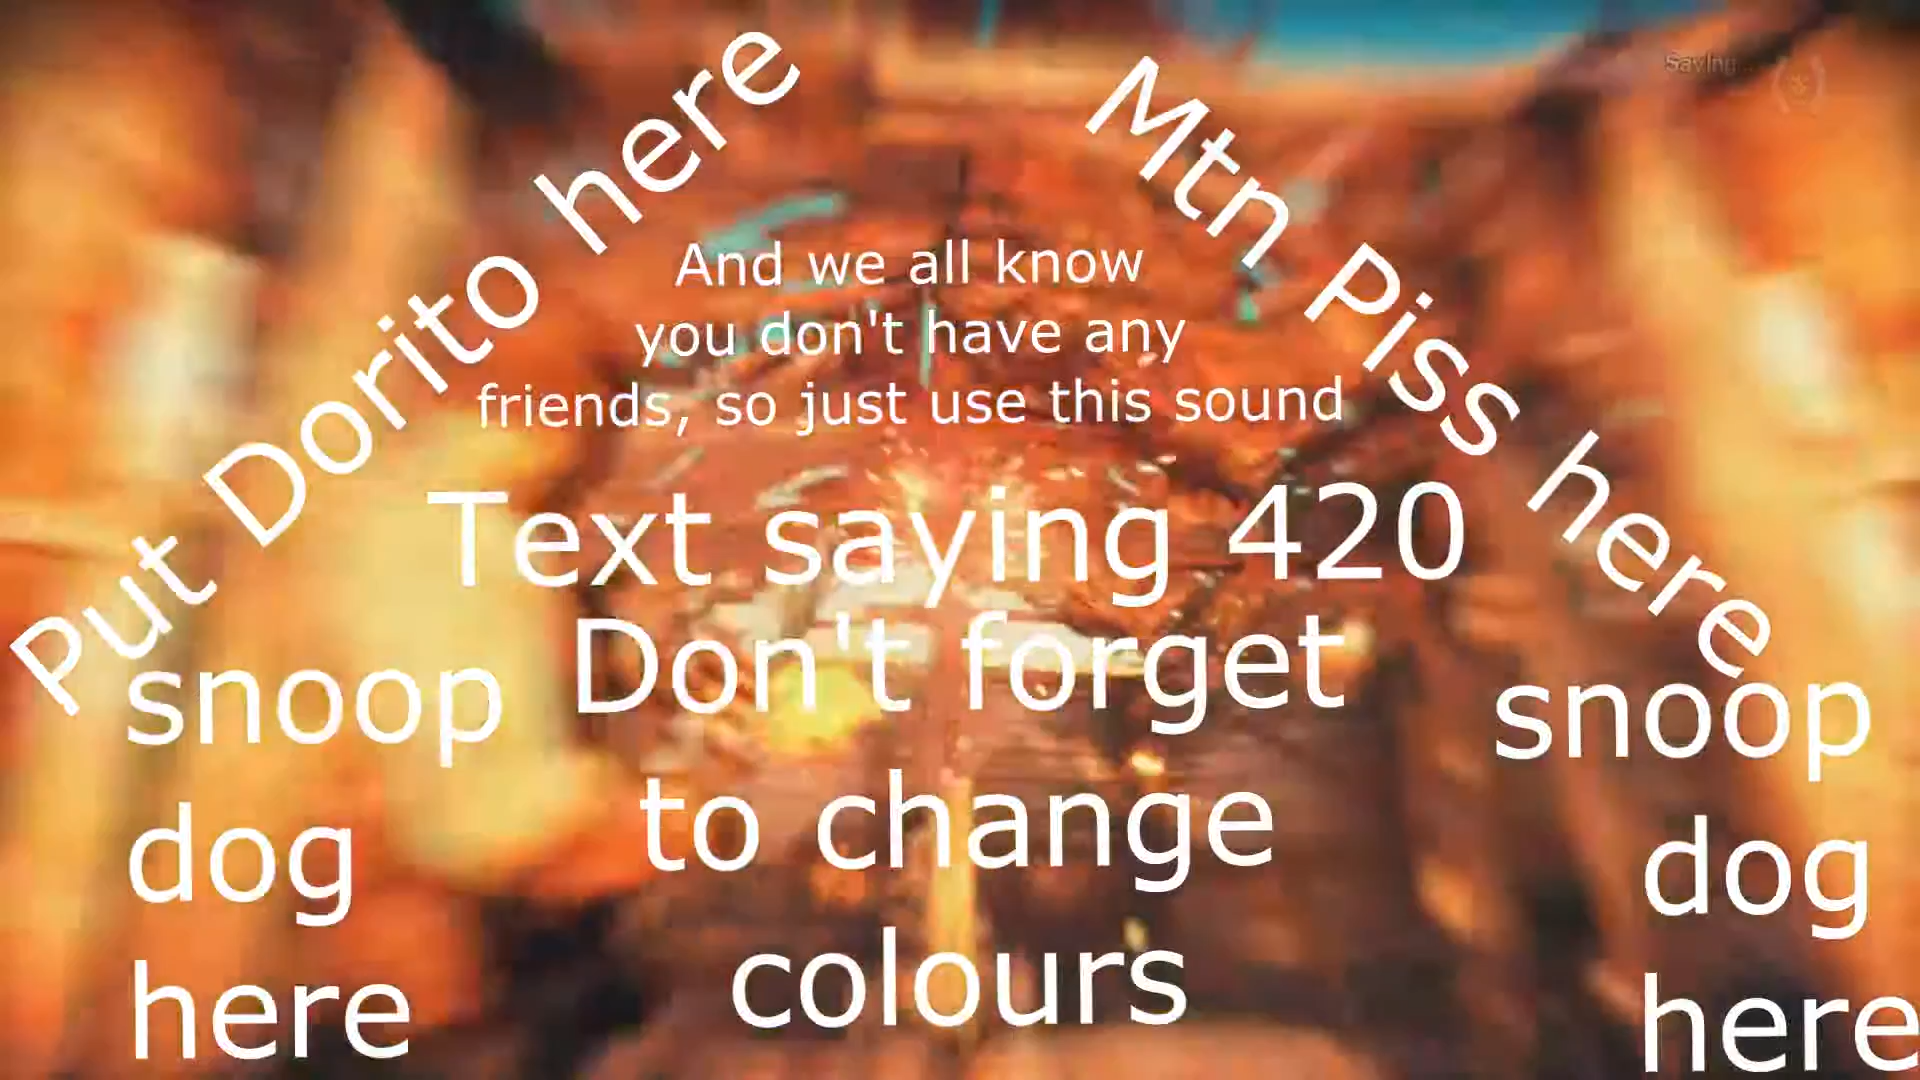 Put Dorito here
Mtn Piss here
Saving...
And we all know
you don't have any
friends, so just use this sound
Text saying 420
Don't forget
to change
colours
snoop
dog
here
snoop
dog
here